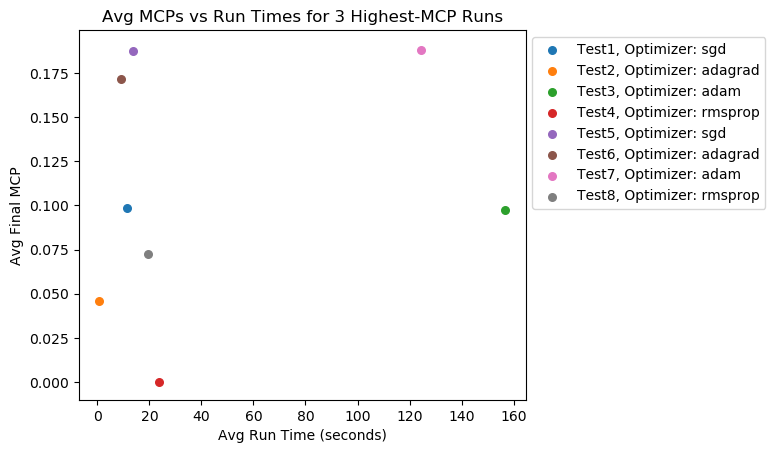 Avg MCPs vs Run Times for 3 Highest-MCP Runs
Test1, Optimizer: sgd
Test2, Optimizer: adagrad
Test3, Optimizer: adam
Test4, Optimizer: rmsprop
Test5, Optimizer: sgd
Test6, Optimizer: adagrad
Test7, Optimizer: adam
Test8, Optimizer: rmsprop
Avg Final MCP
0.175
0.150
0.125
0.100
0.075
0.050
0.025
0.000
0 20 40 60 80 100 120 140 160
Avg Run Time (seconds)